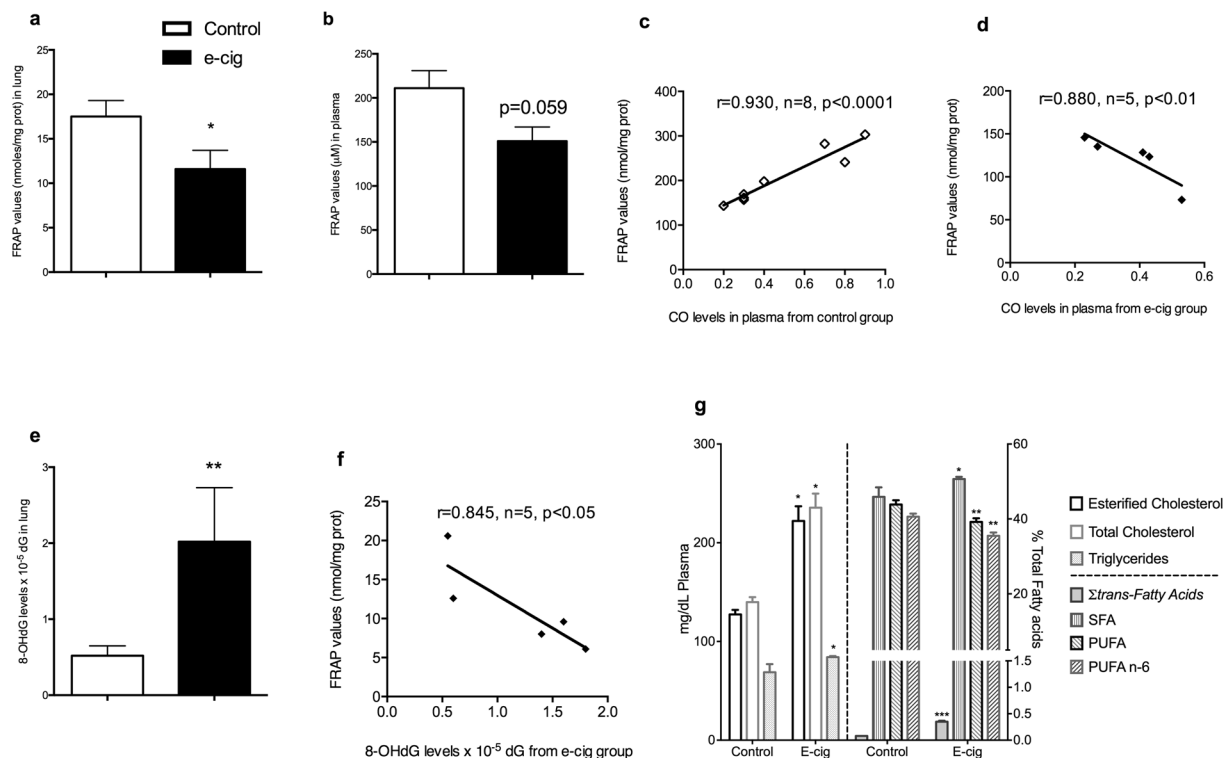 a
Control
e-cig
FRAP values (nmoles/mg prot) in lung
25
20
15
10
5
0
*
b
FRAP values (μM) in plasma
250
200
150
100
50
0
p=0.059
c
r=0.930, n=8, p<0.0001
FRAP values (nmol/mg prot)
400
300
200
100
0
0.0 0.2 0.4 0.6 0.8 1.0
CO levels in plasma from control group
d
r=0.880, n=5, p<0.01
FRAP values (nmol/mg prot)
200
150
100
50
0
0.0 0.2 0.4 0.6
CO levels in plasma from e-cig group
e
8-OHdG levels x 10-5 dG in lung
3
2
1
0
**
f
r=0.845, n=5, p<0.05
FRAP values (nmol/mg prot)
25
20
15
10
5
0
0.0 0.5 1.0 1.5 2.0
8-OHdG levels x 10-5 dG from e-cig group
g
mg/dL Plasma
300
200
100
0
* *
*
*
** **
***
60
40
20
1.5
1.0
0.5
0.0
% Total Fatty acids
Control E-cig Control E-cig
Esterified Cholesterol
Total Cholesterol
Triglycerides
Σtrans-Fatty Acids
SFA
PUFA
PUFA n-6